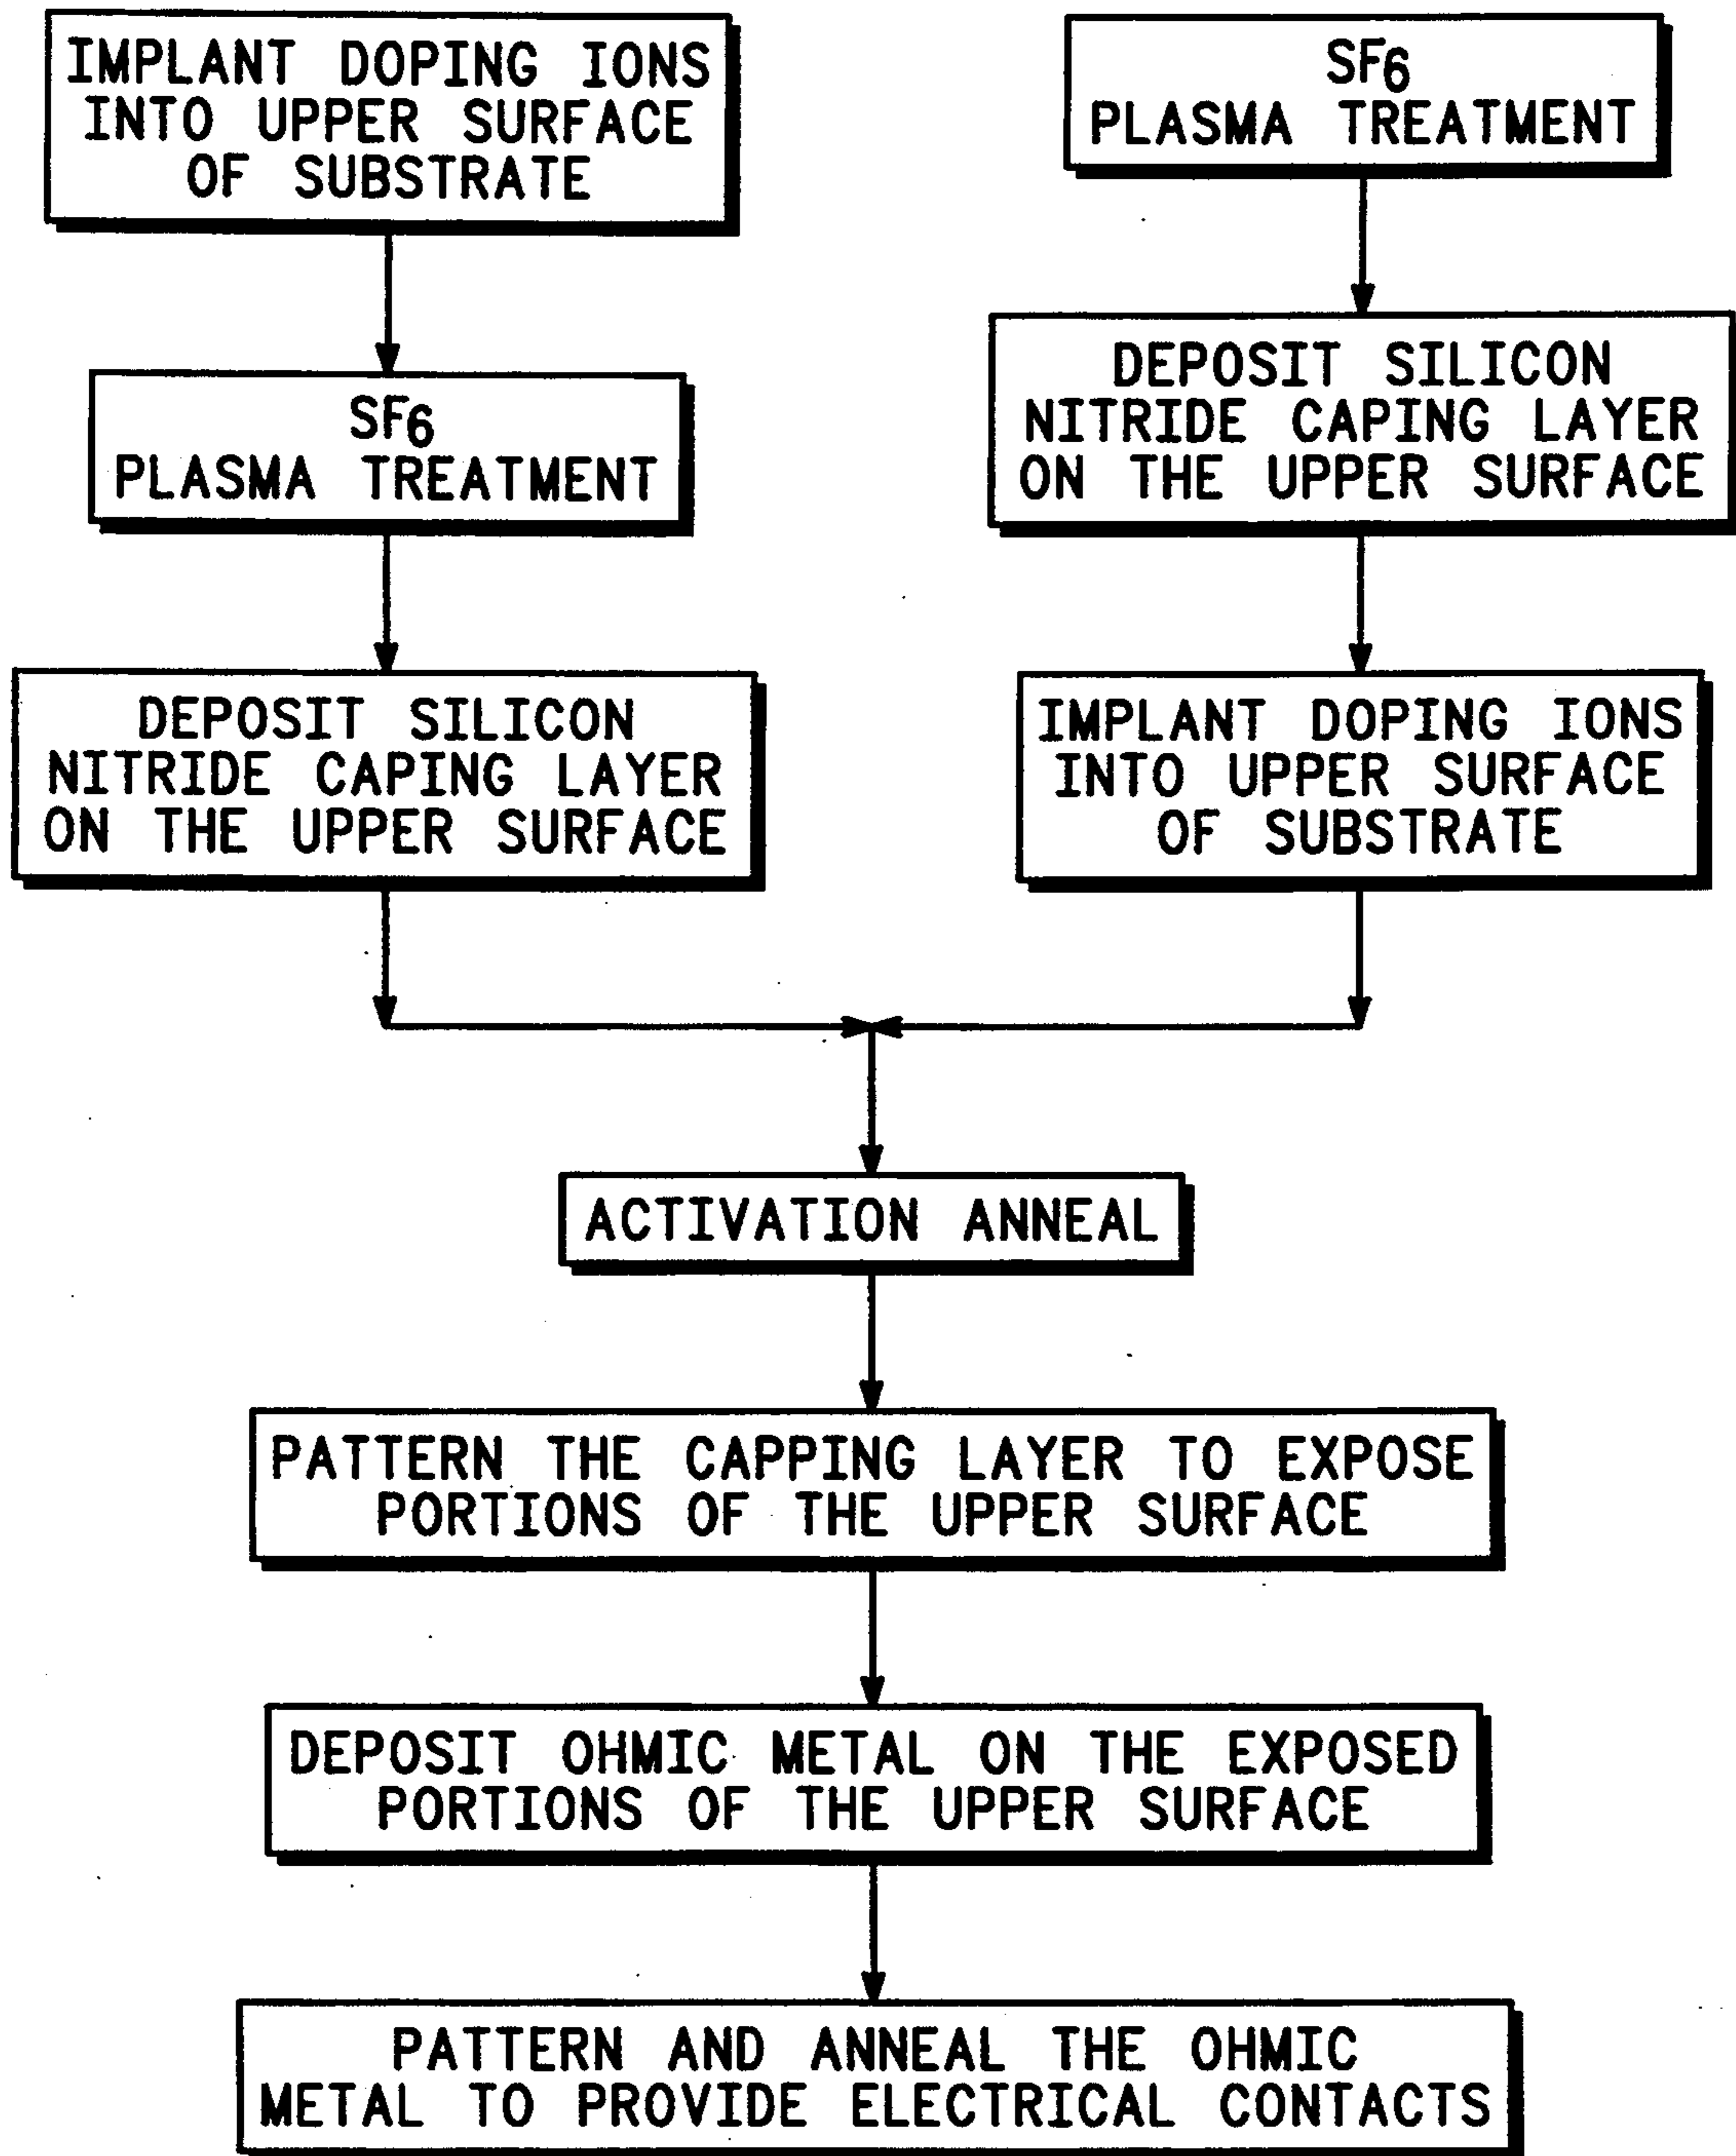 IMPLANT DOPING IONS
INTO UPPER SURFACE
OF SUBSTRATE
SF6
PLASMA TREATMENT
DEPOSIT SILICON
NITRIDE CAPING LAYER
ON THE UPPER SURFACE
SF6
PLASMA TREATMENT
DEPOSIT SILICON
NITRIDE CAPING LAYER
ON THE UPPER SURFACE
IMPLANT DOPING IONS
INTO UPPER SURFACE
OF SUBSTRATE
ACTIVATION ANNEAL
PATTERN THE CAPPING LAYER TO EXPOSE
PORTIONS OF THE UPPER SURFACE
DEPOSIT OHMIC METAL ON THE EXPOSED
PORTIONS OF THE UPPER SURFACE
PATTERN AND ANNEAL THE OHMIC
METAL TO PROVIDE ELECTRICAL CONTACTS